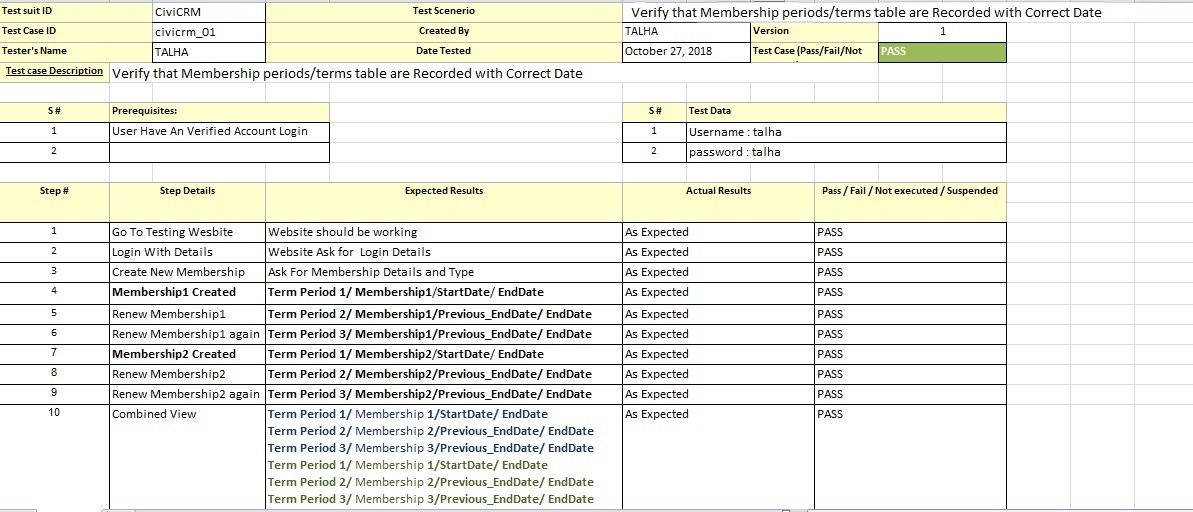 Test suit ID CiviCRM Test Scenerio Verify that Membership periods/terms table are Recorded with Correct Date
Test Case ID civicrm_01 Created By TALHA Version 1
Tester's Name TALHA Date Tested October 27, 2018 Test Case (Pass/Fail/Not PASS
Test case Description Verify that Membership periods/terms table are Recorded with Correct Date
S # Prerequisites: S # Test Data
1 User Have An Verified Account Login 1 Username : talha
2 2 password : talha
Step # Step Details Expected Results Actual Results Pass / Fail / Not executed / Suspended
1 Go To Testing Wesbite Website should be working As Expected PASS
2 Login With Details Website Ask for Login Details As Expected PASS
3 Create New Membership Ask For Membership Details and Type As Expected PASS
4 Membership1 Created Term Period 1/ Membership1/StartDate/ EndDate As Expected PASS
5 Renew Membership1 Term Period 2/ Membership1/Previous_EndDate/ EndDate As Expected PASS
6 Renew Membership1 again Term Period 3/ Membership1/Previous_EndDate/ EndDate As Expected PASS
7 Membership2 Created Term Period 1/ Membership2/StartDate/ EndDate As Expected PASS
8 Renew Membership2 Term Period 2/ Membership2/Previous_EndDate/ EndDate As Expected PASS
9 Renew Membership2 again Term Period 3/ Membership2/Previous_EndDate/ EndDate As Expected PASS
10 Combined View Term Period 1/ Membership 1/StartDate/ EndDate As Expected PASS
Term Period 2/ Membership 2/Previous_EndDate/ EndDate
Term Period 3/ Membership 3/Previous_EndDate/ EndDate
Term Period 1/ Membership 1/StartDate/ EndDate
Term Period 2/ Membership 2/Previous_EndDate/ EndDate
Term Period 3/ Membership 3/Previous_EndDate/ EndDate